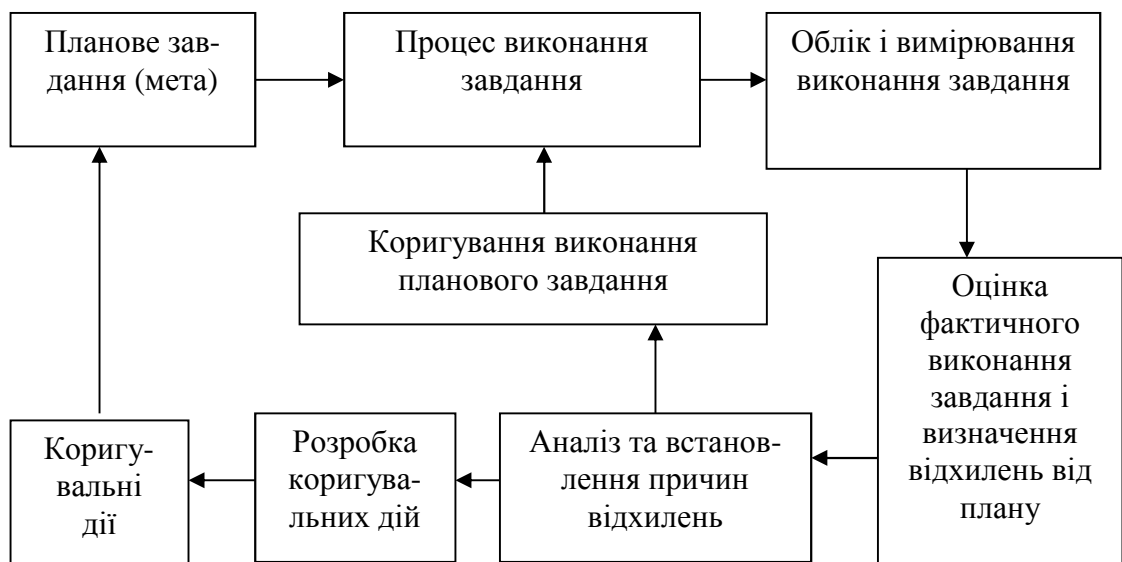 Планове зав-
дання (мета)
Процес виконання
завдання
Облік і вимірювання
виконання завдання
Коригування виконання
планового завдання
Оцінка
фактичного
виконання
завдання і
визначення
відхилень від
плану
Коригу-
вальні
дії
Розробка
коригува-
льних дій
Аналіз та встанов-
лення причин
відхилень